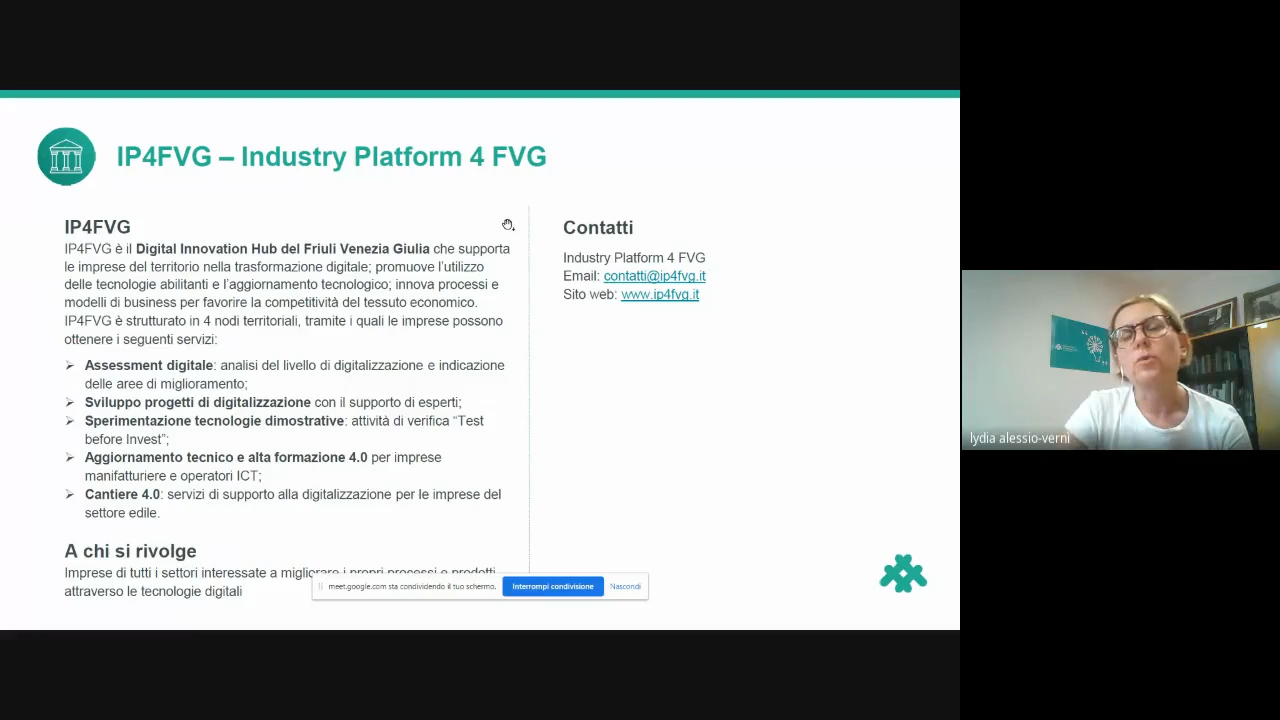 IP4FVG – Industry Platform 4 FVG
IP4FVG
IP4FVG è il Digital Innovation Hub del Friuli Venezia Giulia che supporta
le imprese del territorio nella trasformazione digitale; promuove l’utilizzo
delle tecnologie abilitanti e l’aggiornamento tecnologico; innova processi e
modelli di business per favorire la competitività del tessuto economico.
IP4FVG è strutturato in 4 nodi territoriali, tramite i quali le imprese possono
ottenere i seguenti servizi:
➢ Assessment digitale: analisi del livello di digitalizzazione e indicazione
delle aree di miglioramento;
➢ Sviluppo progetti di digitalizzazione con il supporto di esperti;
➢ Sperimentazione tecnologie dimostrative: attività di verifica “Test
before Invest”;
➢ Aggiornamento tecnico e alta formazione 4.0 per imprese
manifatturiere e operatori ICT;
➢ Cantiere 4.0: servizi di supporto alla digitalizzazione per le imprese del
settore edile.
A chi si rivolge
Imprese di tutti i settori interessate a migliorare i propri processi e prodotti
attraverso le tecnologie digitali
Contatti
Industry Platform 4 FVG
Email: contatti@ip4fvg.it
Sito web: www.ip4fvg.it
meet.google.com sta condividendo il tuo schermo. Interrompi condivisione Nascondi
lydia alessio-verni